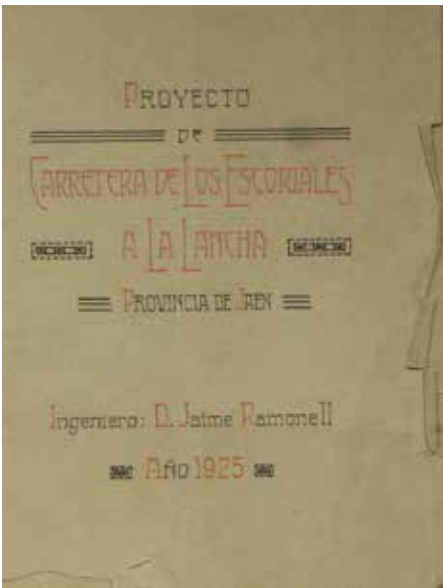 PROYECTO
DE
CARRETERA DE LOS ESCORIALES
A LA LANCHA
PROVINCIA DE JAEN
Ingeniero: D. Jaime Ramonell
Año 1925